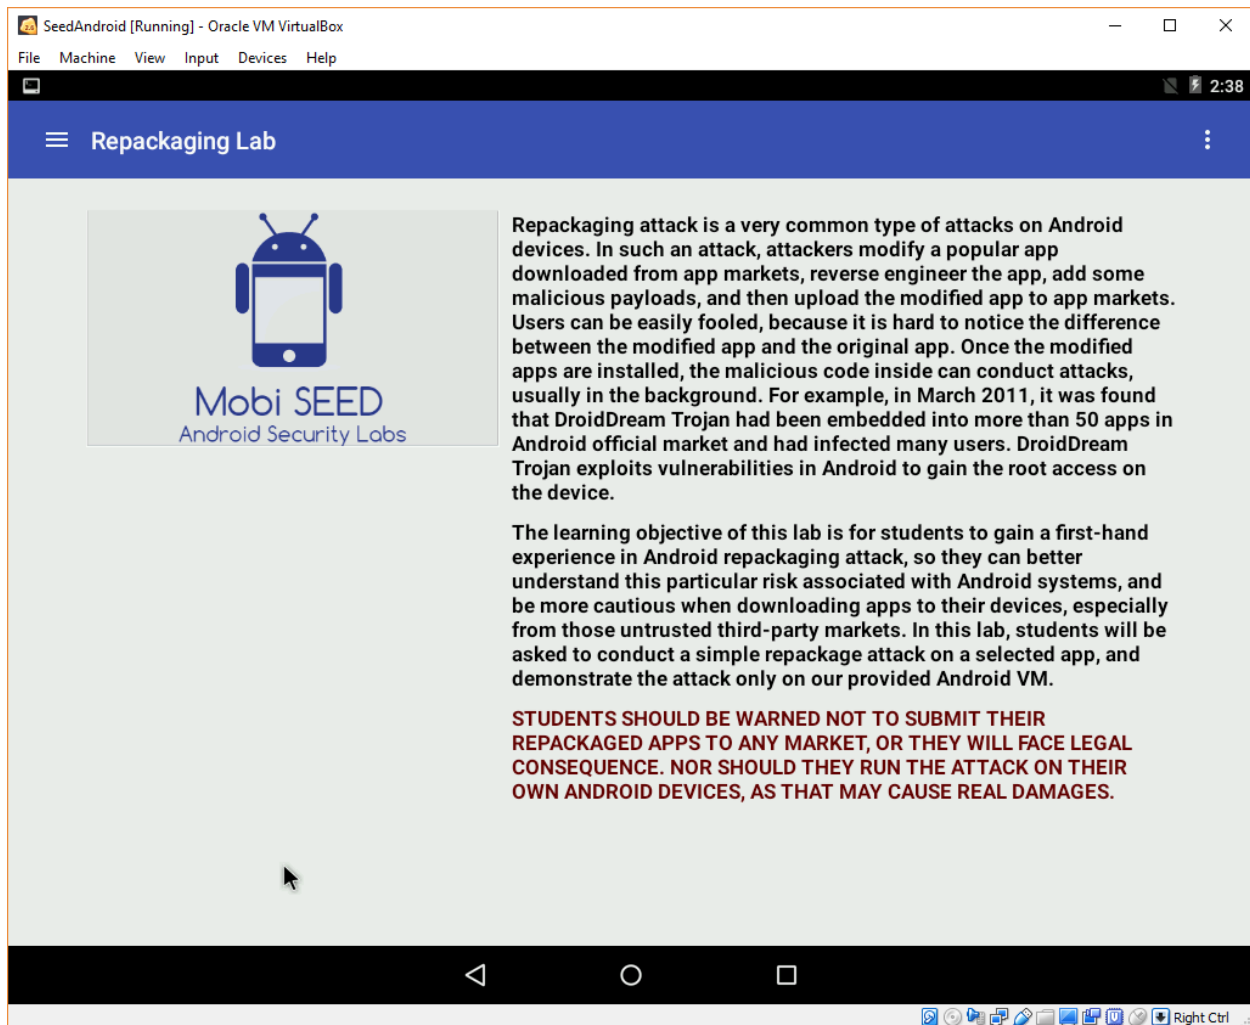 SeedAndroid [Running] - Oracle VM VirtualBox
File Machine View Input Devices Help
2:38
Repackaging Lab
Mobi SEED
Android Security Labs
Repackaging attack is a very common type of attacks on Android
devices. In such an attack, attackers modify a popular app
downloaded from app markets, reverse engineer the app, add some
malicious payloads, and then upload the modified app to app markets.
Users can be easily fooled, because it is hard to notice the difference
between the modified app and the original app. Once the modified
apps are installed, the malicious code inside can conduct attacks,
usually in the background. For example, in March 2011, it was found
that DroidDream Trojan had been embedded into more than 50 apps in
Android official market and had infected many users. DroidDream
Trojan exploits vulnerabilities in Android to gain the root access on
the device.
The learning objective of this lab is for students to gain a first-hand
experience in Android repackaging attack, so they can better
understand this particular risk associated with Android systems, and
be more cautious when downloading apps to their devices, especially
from those untrusted third-party markets. In this lab, students will be
asked to conduct a simple repackage attack on a selected app, and
demonstrate the attack only on our provided Android VM.
STUDENTS SHOULD BE WARNED NOT TO SUBMIT THEIR
REPACKAGED APPS TO ANY MARKET, OR THEY WILL FACE LEGAL
CONSEQUENCE. NOR SHOULD THEY RUN THE ATTACK ON THEIR
OWN ANDROID DEVICES, AS THAT MAY CAUSE REAL DAMAGES.
Right Ctrl